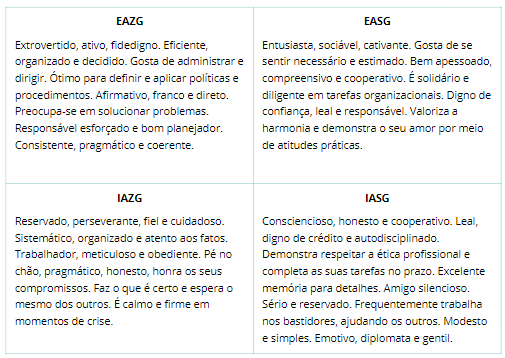 EAZG
Extrovertido, ativo, fidedigno. Eficiente,
organizado e decidido. Gosta de administrar e
dirigir. Ótimo para definir e aplicar políticas e
procedimentos. Afirmativo, franco e direto.
Preocupa-se em solucionar problemas.
Responsável esforçado e bom planejador.
Consistente, pragmático e coerente.
EASG
Entusiasta, sociável, cativante. Gosta de se
sentir necessário e estimado. Bem apessoado,
compreensivo e cooperativo. É solidário e
diligente em tarefas organizacionais. Digno de
confiança, leal e responsável. Valoriza a
harmonia e demonstra o seu amor por meio
de atitudes práticas.
IAZG
Reservado, perseverante, fiel e cuidadoso.
Sistemático, organizado e atento aos fatos.
Trabalhador, meticuloso e obediente. Pé no
chão, pragmático, honesto, honra os seus
compromissos. Faz o que é certo e espera o
mesmo dos outros. É calmo e firme em
momentos de crise.
IASG
Consciencioso, honesto e cooperativo. Leal,
digno de crédito e autodisciplinado.
Demonstra respeitar a ética profissional e
completa as suas tarefas no prazo. Excelente
memória para detalhes. Amigo silencioso.
Sério e reservado. Frequentemente trabalha
nos bastidores, ajudando os outros. Modesto
e simples. Emotivo, diplomata e gentil.